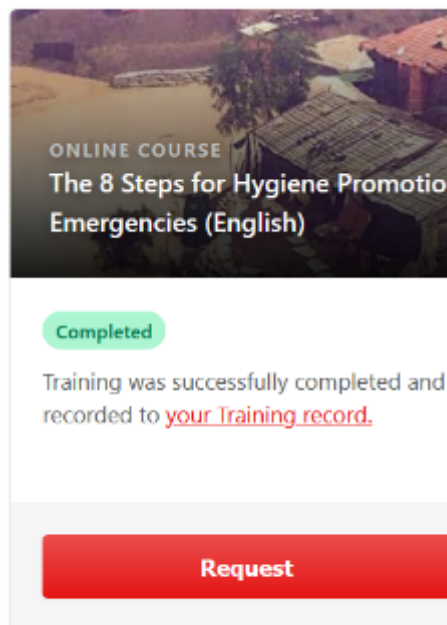 ONLINE COURSE
The 8 Steps for Hygiene Promotio
Emergencies (English)
Completed
Training was successfully completed and
recorded to your Training record.
Request